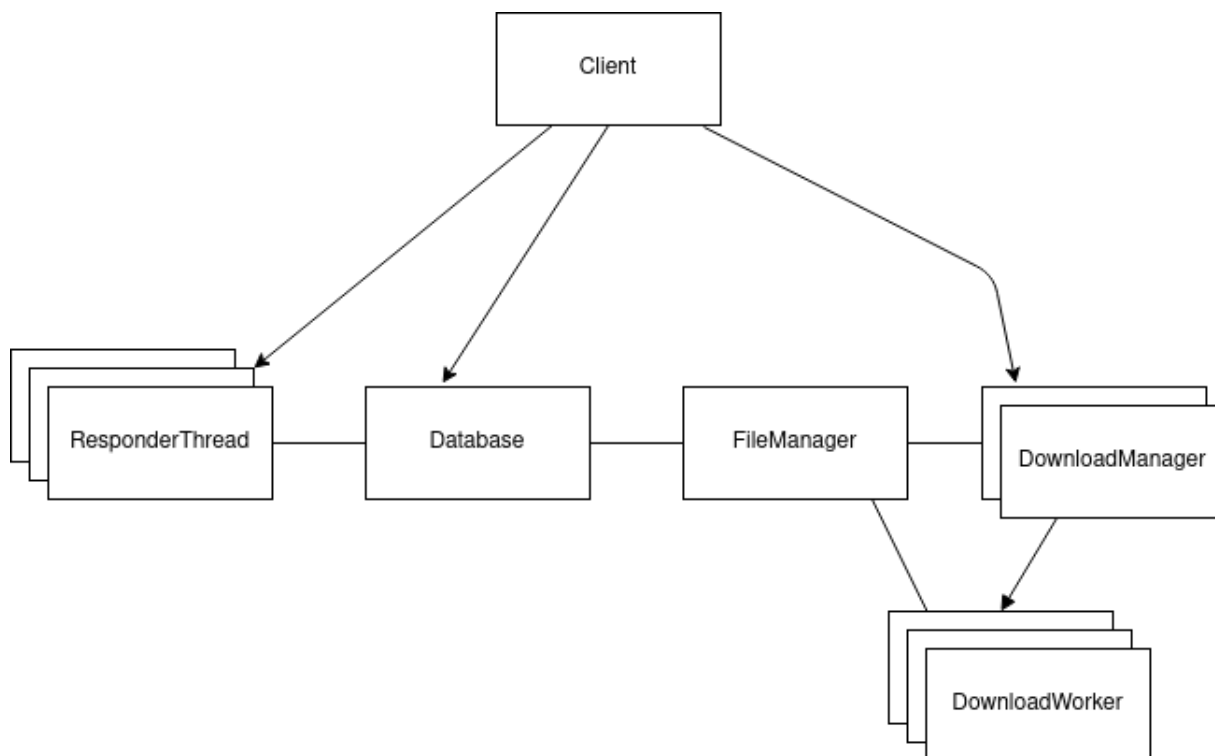 Client
ResponderThread
Database
FileManager
DownloadManager
DownloadWorker